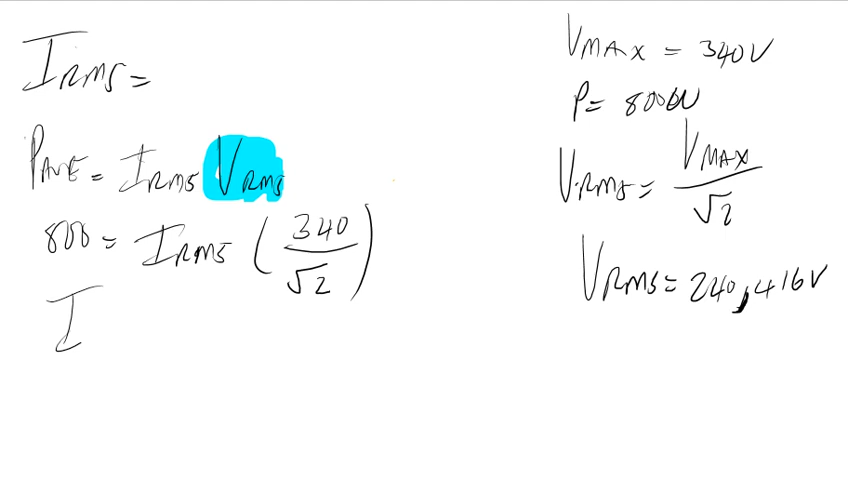 IRMS =
PAVE = IRMS VRMS
800 = IRMS (340/√2)
I
VMAX = 340V
P = 800W
VRMS = VMAX/√2
VRMS = 240,416V